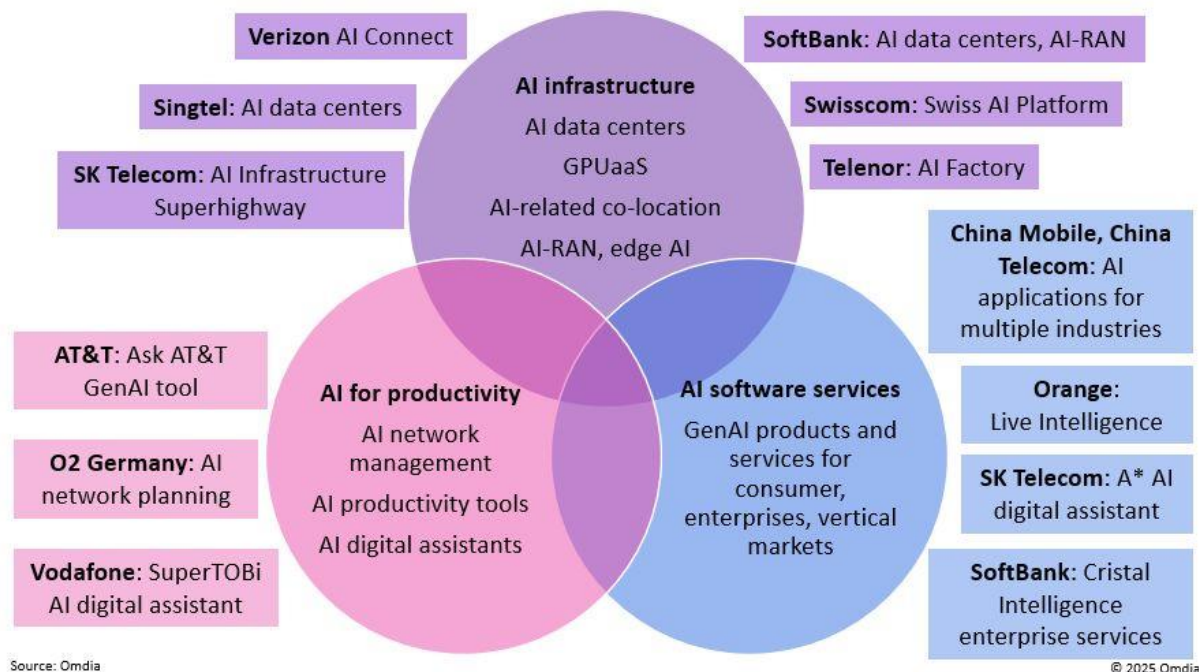 Verizon AI Connect
Singtel: AI data centers
SK Telecom: AI Infrastructure
Superhighway
AI infrastructure
AI data centers
GPUaaS
AI-related co-location
AI-RAN, edge AI
SoftBank: AI data centers, AI-RAN
Swisscom: Swiss AI Platform
Telenor: AI Factory
China Mobile, China
Telecom: AI
applications for
multiple industries
Orange:
Live Intelligence
SK Telecom: A* AI
digital assistant
SoftBank: Cristal
Intelligence
enterprise services
AT&T: Ask AT&T
GenAI tool
O2 Germany: AI
network planning
Vodafone: SuperTOBi
AI digital assistant
AI for productivity
AI network
management
AI productivity tools
AI digital assistants
AI software services
GenAI products and
services for
consumer,
enterprises, vertical
markets
Source: Omdia
© 2025 Omdia